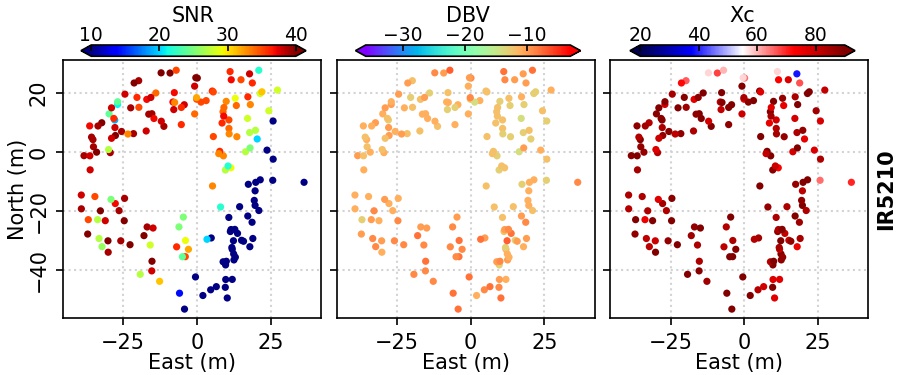 SNR DBV Xc
10 20 30 40 −30 −20 −10 20 40 60 80
20
0
−20
−40
North (m)
−25 0 25 −25 0 25 −25 0 25
East (m) East (m) East (m)
IR5210